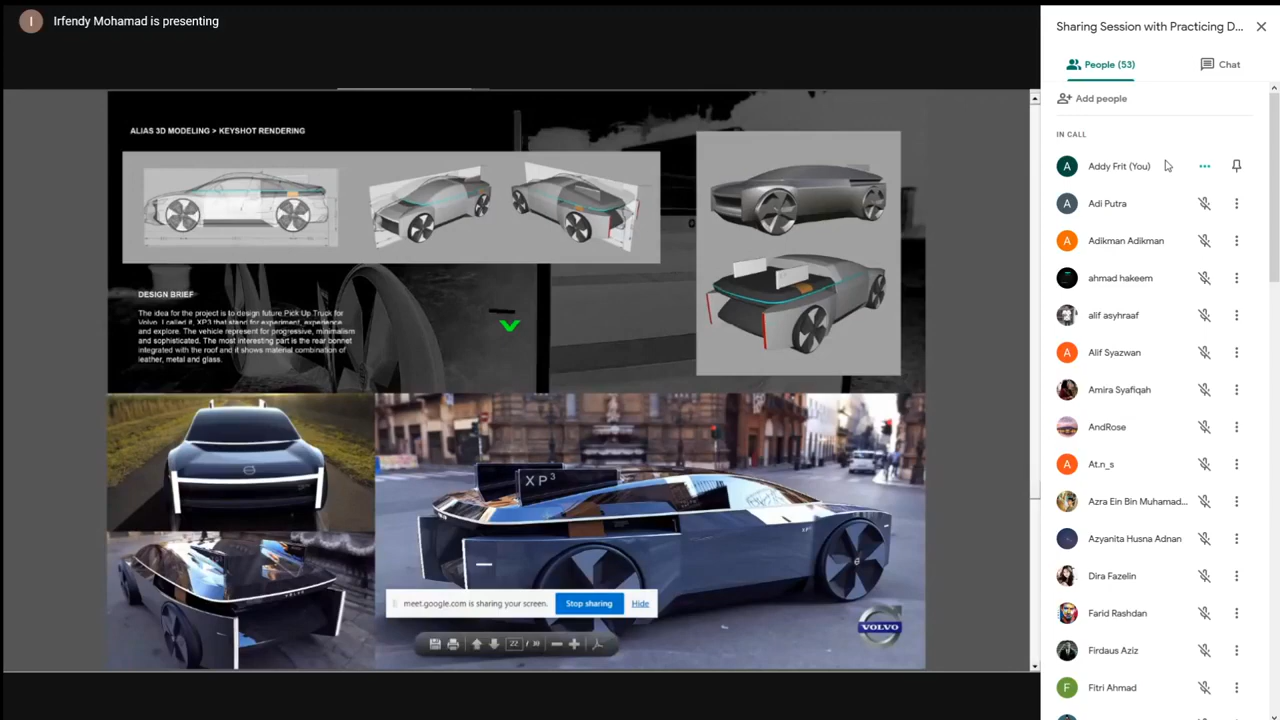 I
Irfendy Mohamad is presenting
ALIAS 3D MODELING > KEYSHOT RENDERING
DESIGN BRIEF
The idea for the project is to design future Pick Up Truck for
Volvo. I called it, XP3 that stand for experiment, experience
and explore. The vehicle represent for progressive, minimalism
and sophisticated. The most interesting part is the rear bonnet
integrated with the roof and it shows material combination of
leather, metal and glass.
XP3
VOLVO
meet.google.com is sharing your screen.
Stop sharing
Hide
22 / 39
Sharing Session with Practicing D...
People (53)
Chat
Add people
IN CALL
A
Addy Frit (You)
A
Adi Putra
A
Adikman Adikman
ahmad hakeem
alif asyhraaf
A
Alif Syazwan
Amira Syafiqah
AndRose
A
At.n_s
Azra Ein Bin Muhamad...
Azyanita Husna Adnan
Dira Fazelin
Farid Rashdan
Firdaus Aziz
F
Fitri Ahmad